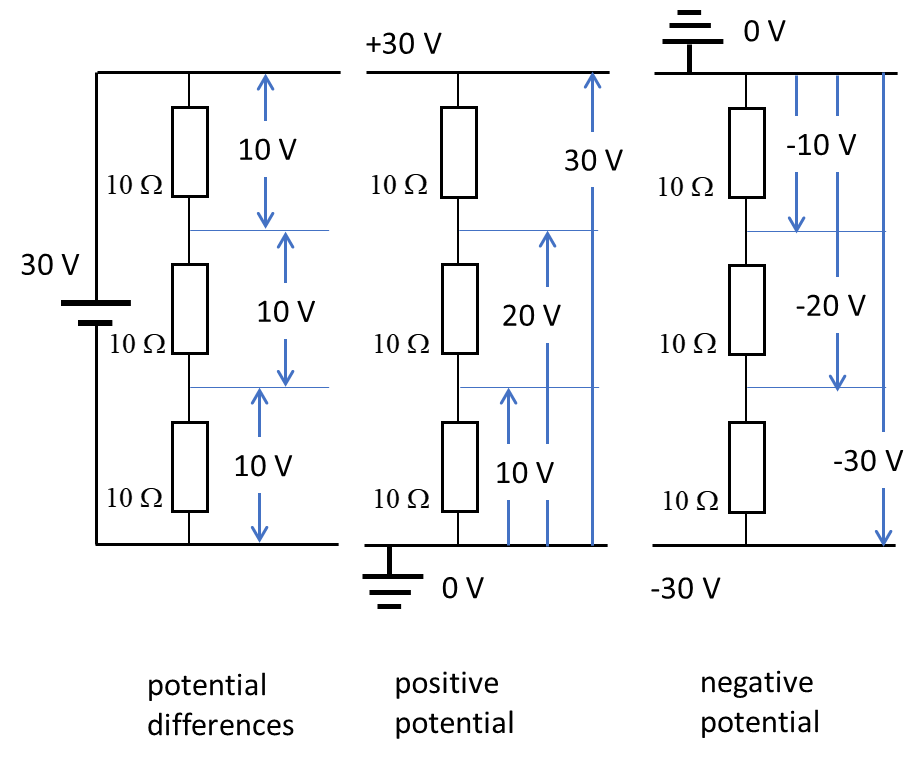 0 V
+30 V
10 V
30 V
-10 V
10 Ω
10 Ω
10 Ω
30 V
10 V
20 V
-20 V
10 Ω
10 Ω
10 Ω
10 V
10 V
-30 V
10 Ω
10 Ω
10 Ω
0 V
-30 V
potential
differences
positive
potential
negative
potential